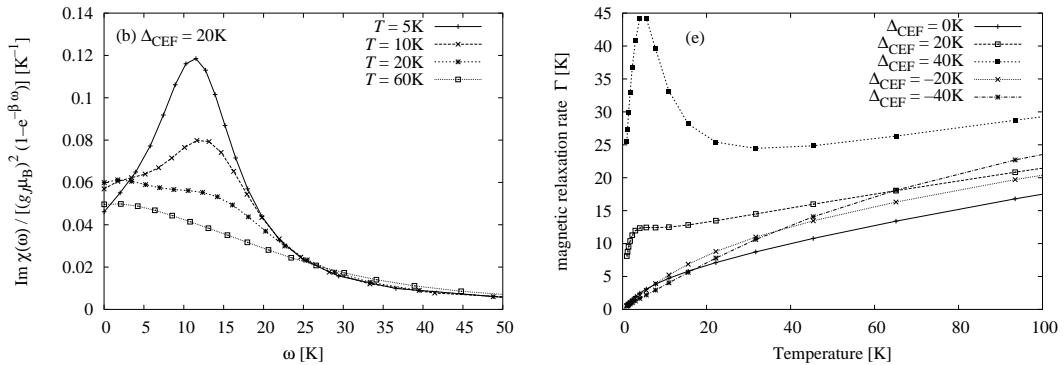 (b) Δ_CEF = 20K
T = 5K
T = 10K
T = 20K
T = 60K
Im χ(ω) / [(g_Jμ_B)² (1–e^{-β ω})] [K⁻¹]
0.14
0.12
0.1
0.08
0.06
0.04
0.02
0
0 5 10 15 20 25 30 35 40 45 50
ω [K]
(e)
Δ_CEF = 0K
Δ_CEF = 20K
Δ_CEF = 40K
Δ_CEF = –20K
Δ_CEF = –40K
magnetic relaxation rate Γ [K]
45
40
35
30
25
20
15
10
5
0
0 20 40 60 80 100
Temperature [K]